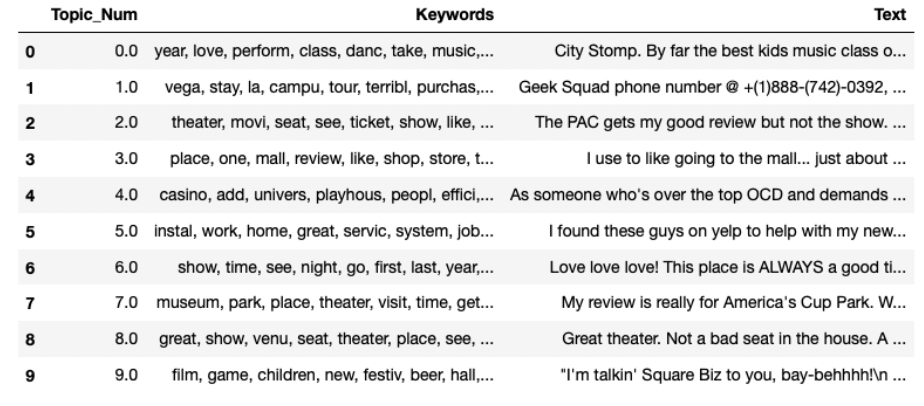 Topic_Num Keywords Text
0 0.0 year, love, perform, class, danc, take, music,... City Stomp. By far the best kids music class o...
1 1.0 vega, stay, la, campu, tour, terribl, purchas,... Geek Squad phone number @ +(1)888-(742)-0392, ...
2 2.0 theater, movi, seat, see, ticket, show, like, ... The PAC gets my good review but not the show. ...
3 3.0 place, one, mall, review, like, shop, store, t... I use to like going to the mall... just about ...
4 4.0 casino, add, univers, playhous, peopl, effici,... As someone who's over the top OCD and demands ...
5 5.0 instal, work, home, great, servic, system, job... I found these guys on yelp to help with my new...
6 6.0 show, time, see, night, go, first, last, year,... Love love love! This place is ALWAYS a good ti...
7 7.0 museum, park, place, theater, visit, time, get... My review is really for America's Cup Park. W...
8 8.0 great, show, venu, seat, theater, place, see, ... Great theater. Not a bad seat in the house. A ...
9 9.0 film, game, children, new, festiv, beer, hall,... "I'm talkin' Square Biz to you, bay-behhhh!\n ...